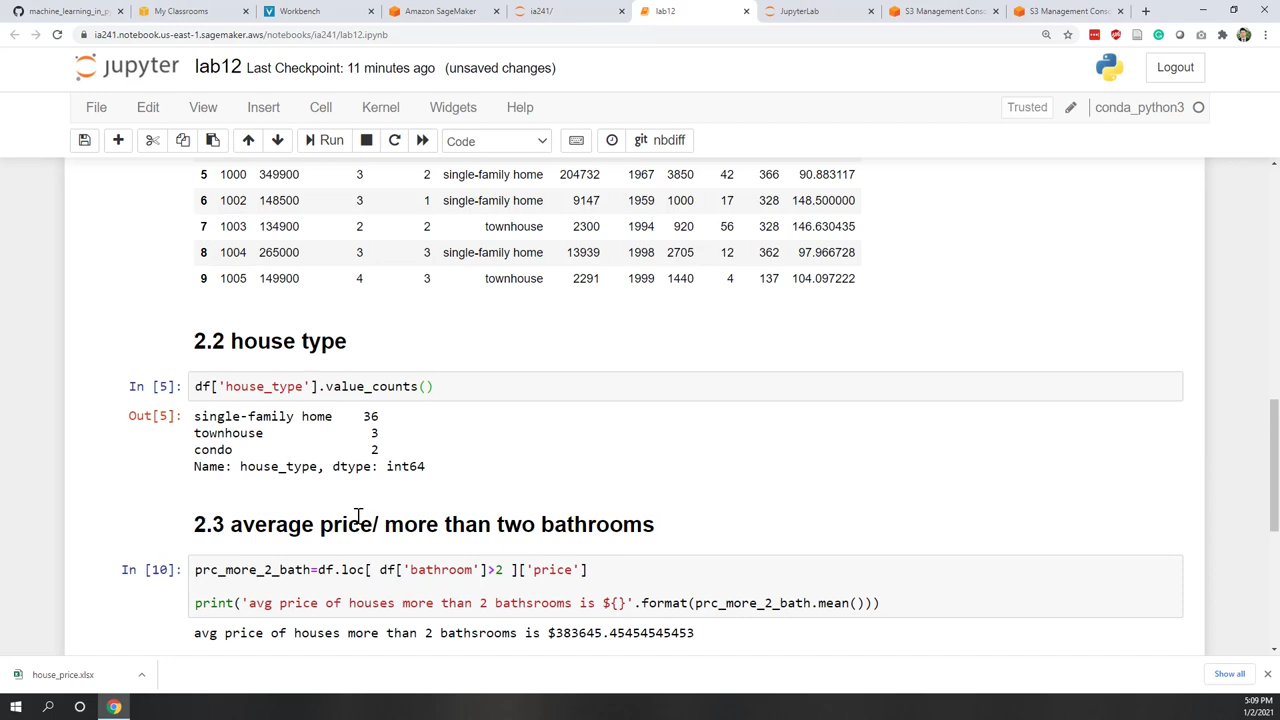 machine_learning_in_p
My Classrooms
Workbench
Amazon SageMaker
ia241/
lab12
JupyterLab
S3 Management Cons
S3 Management Cons
ia241.notebook.us-east-1.sagemaker.aws/notebooks/ia241/lab12.ipynb
jupyter lab12 Last Checkpoint: 11 minutes ago (unsaved changes)
Logout
File Edit View Insert Cell Kernel Widgets Help
Trusted
conda_python3
Run
Code
git nbdiff
5 1000 349900 3 2 single-family home 204732 1967 3850 42 366 90.883117
6 1002 148500 3 1 single-family home 9147 1959 1000 17 328 148.500000
7 1003 134900 2 2 townhouse 2300 1994 920 56 328 146.630435
8 1004 265000 3 3 single-family home 13939 1998 2705 12 362 97.966728
9 1005 149900 4 3 townhouse 2291 1999 1440 4 137 104.097222
2.2 house type
In [5]: df['house_type'].value_counts()
Out[5]: single-family home 36
townhouse 3
condo 2
Name: house_type, dtype: int64
2.3 average price/ more than two bathrooms
In [10]: prc_more_2_bath=df.loc[ df['bathroom']>2 ]['price']
print('avg price of houses more than 2 bathsrooms is ${}'.format(prc_more_2_bath.mean()))
avg price of houses more than 2 bathsrooms is $383645.45454545453
house_price.xlsx
Show all
5:09 PM
1/2/2021